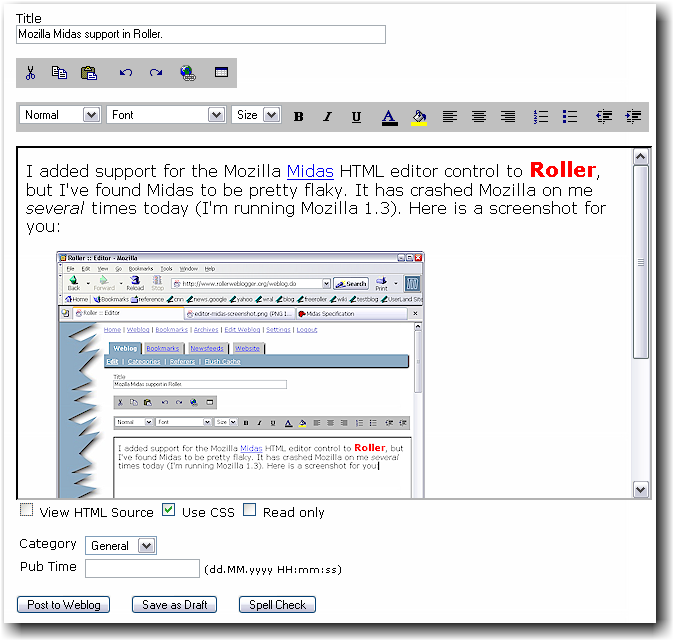 Title
Mozilla Midas support in Roller.
Normal Font Size B I U A
I added support for the Mozilla Midas HTML editor control to Roller,
but I've found Midas to be pretty flaky. It has crashed Mozilla on me
several times today (I'm running Mozilla 1.3). Here is a screenshot for
you:
Roller :: Editor - Mozilla
File Edit View Go Bookmarks Tools Window Help
Back Forward Reload Stop http://www.rollerweblogger.org/weblog.do Search Print
Home Bookmarks reference cnn news.google yahoo wird blog freeroller wiki testblog UserLand Site
Roller :: Editor editor-midas-screenshot.png (PNG I... Midas Specification
Home | Weblog | Bookmarks | Archives | Edit Weblog | Settings | Logout
Weblog Bookmarks Newsfeeds Website
Edit | Categories | Referers | Flush Cache
Title
Mozilla Midas support in Roller.
Normal Font Size B I U A
I added support for the Mozilla Midas HTML editor control to Roller, but
I've found Midas to be pretty flaky. It has crashed Mozilla on me several
times today (I'm running Mozilla 1.3). Here is a screenshot for you
View HTML Source Use CSS Read only
Category General
Pub Time (dd.MM.yyyy HH:mm:ss)
Post to Weblog Save as Draft Spell Check